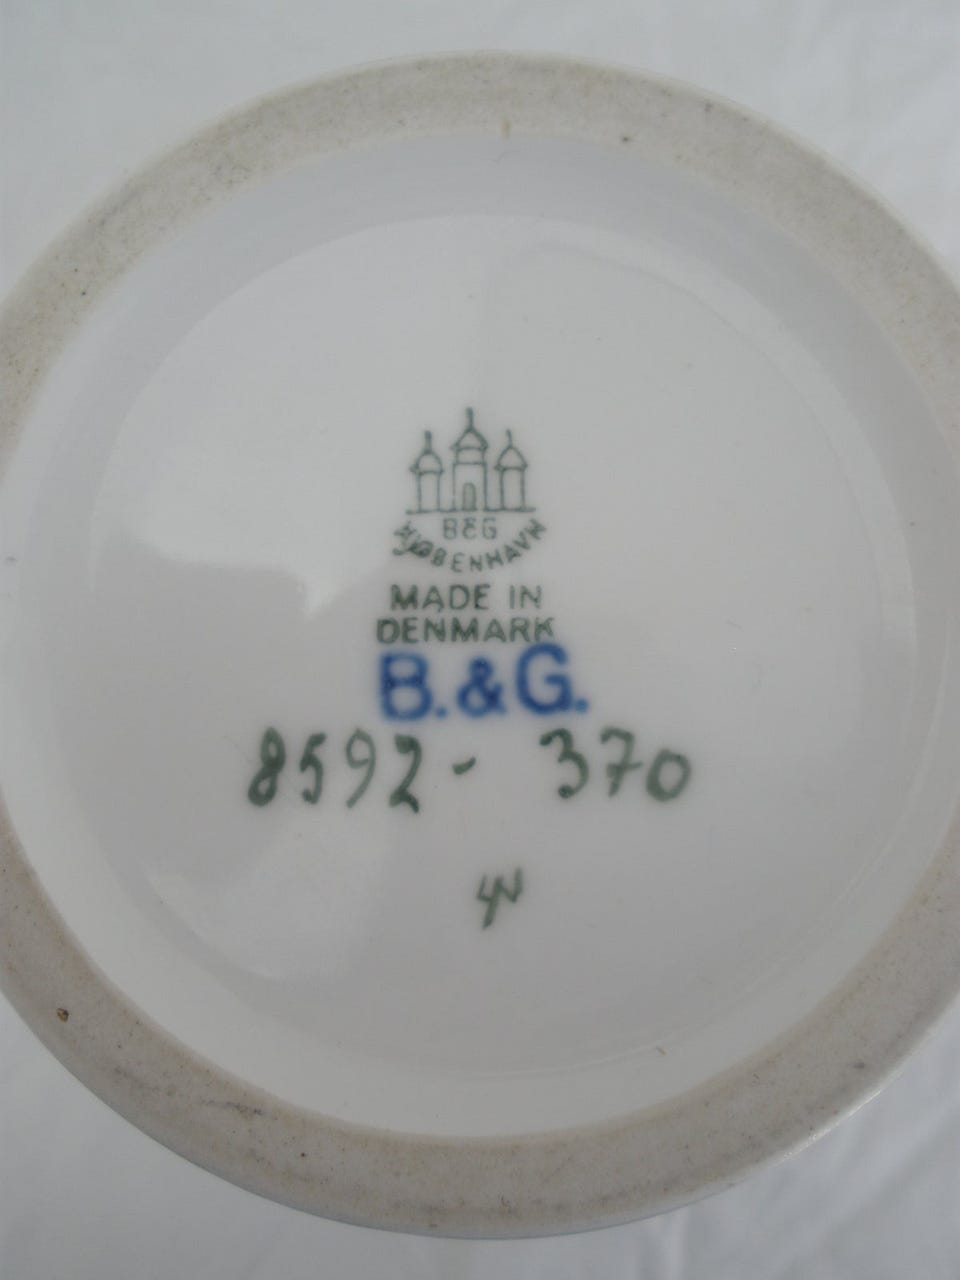 B&G
KJØBENHAVN
MADE IN
DENMARK
B.&G.
8592- 370